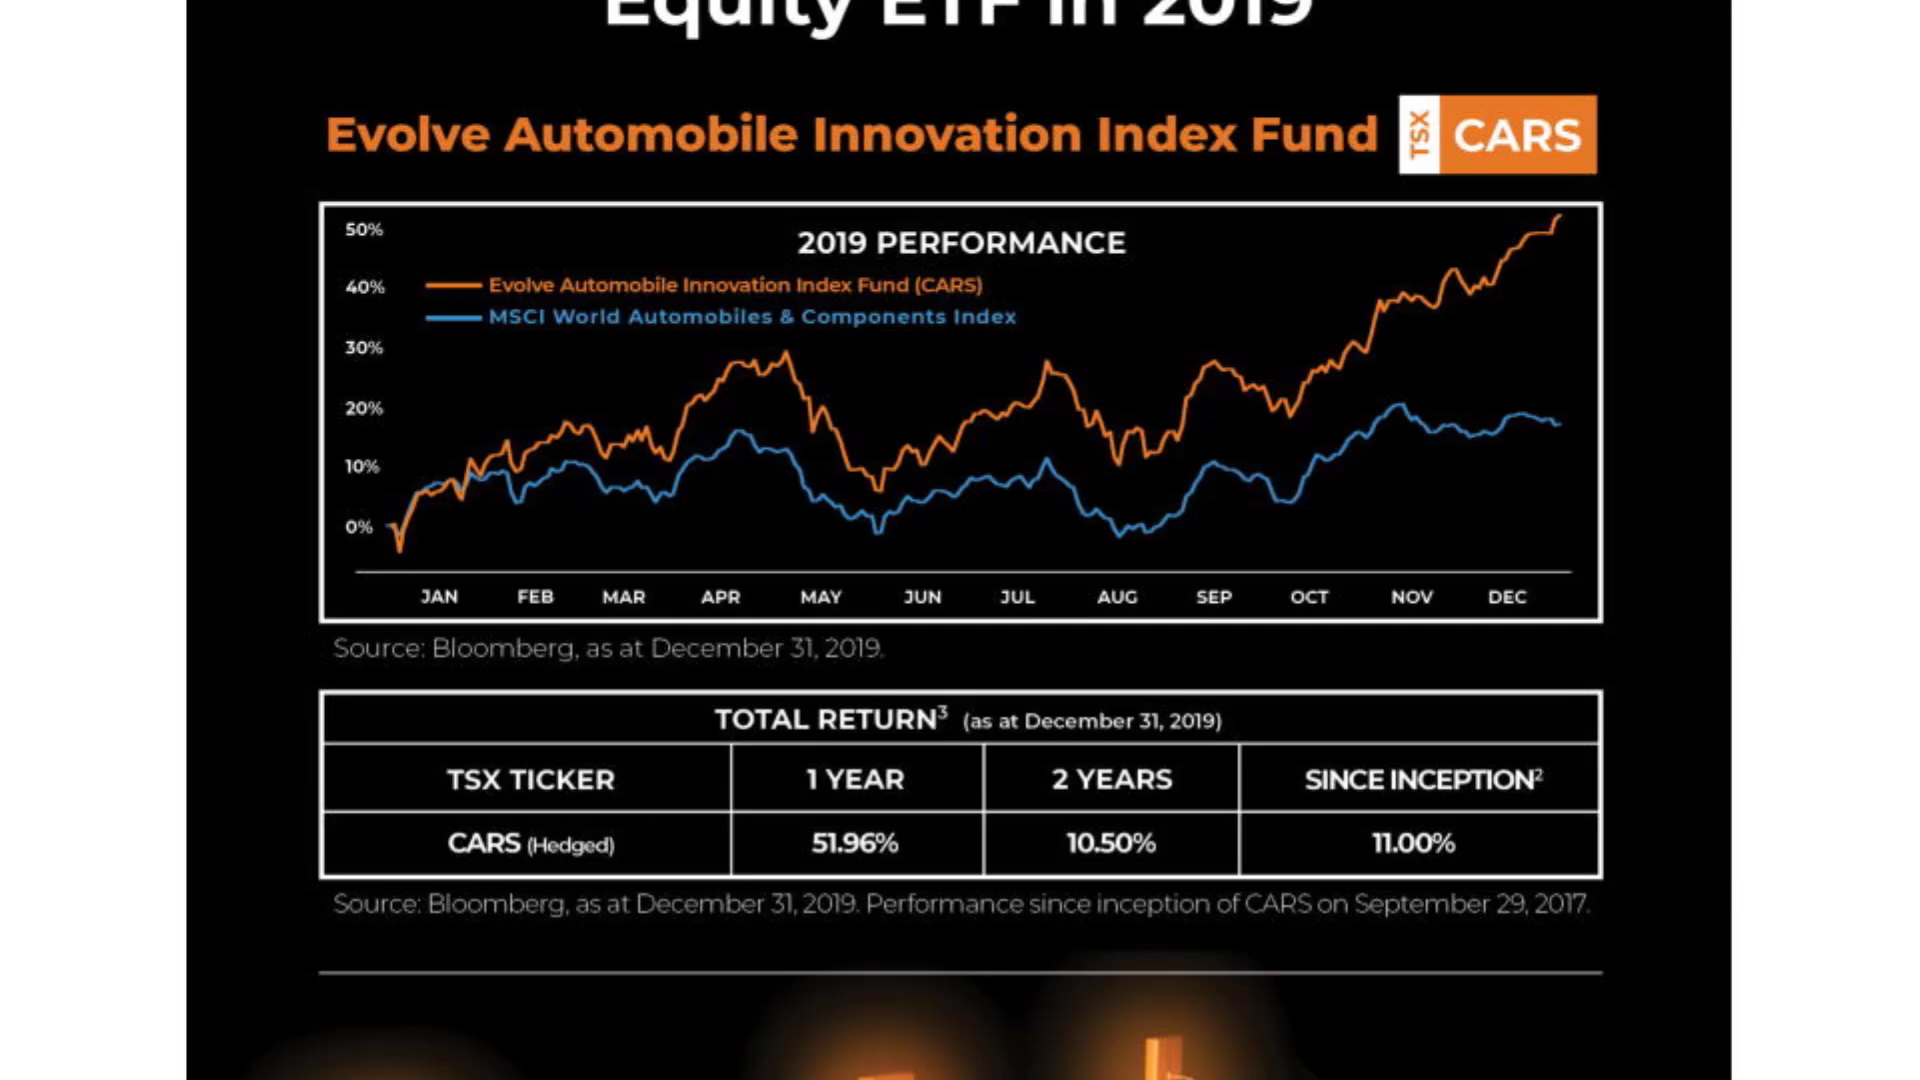 Equity ETF in 2019
Evolve Automobile Innovation Index Fund TSX CARS
50%
2019 PERFORMANCE
Evolve Automobile Innovation Index Fund (CARS)
40%
MSCI World Automobiles & Components Index
30%
20%
10%
0%
JAN FEB MAR APR MAY JUN JUL AUG SEP OCT NOV DEC
Source: Bloomberg, as at December 31, 2019.
TOTAL RETURN³ (as at December 31, 2019)
TSX TICKER 1 YEAR 2 YEARS SINCE INCEPTION²
CARS (Hedged) 51.96% 10.50% 11.00%
Source: Bloomberg, as at December 31, 2019. Performance since inception of CARS on September 29, 2017.